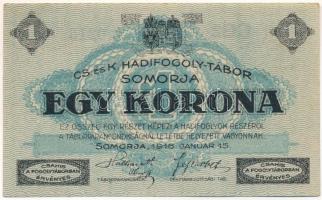 1
1
CS. ÉS K. HADIFOGOLY-TÁBOR
SOMORJA
EGY KORONA
EZ ÖSSZEG EGY RÉSZÉT KÉPEZI A HADIFOGLYOK RÉSZÉRŐL
A TÁBORPARANCSNOKSÁGNÁL LETÉTBE HELYEZETT VAGYONNAK.
SOMORJA, 1916 JANUÁR 15.
CSAKIS
A FOGOLYTÁBORBAN
ÉRVÉNYES
CSAKIS
A FOGOLYTÁBORBAN
ÉRVÉNYES